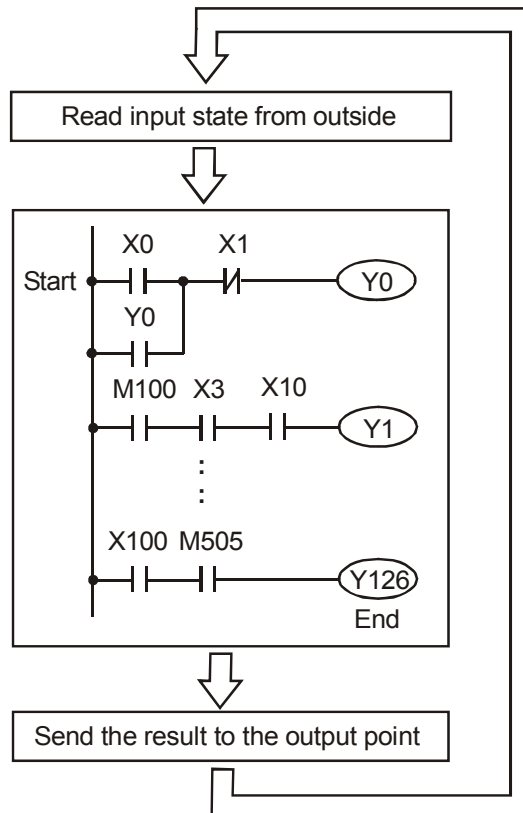 Read input state from outside
X0 X1
Start Y0
Y0
M100 X3 X10
Y1
X100 M505
Y126
End
Send the result to the output point